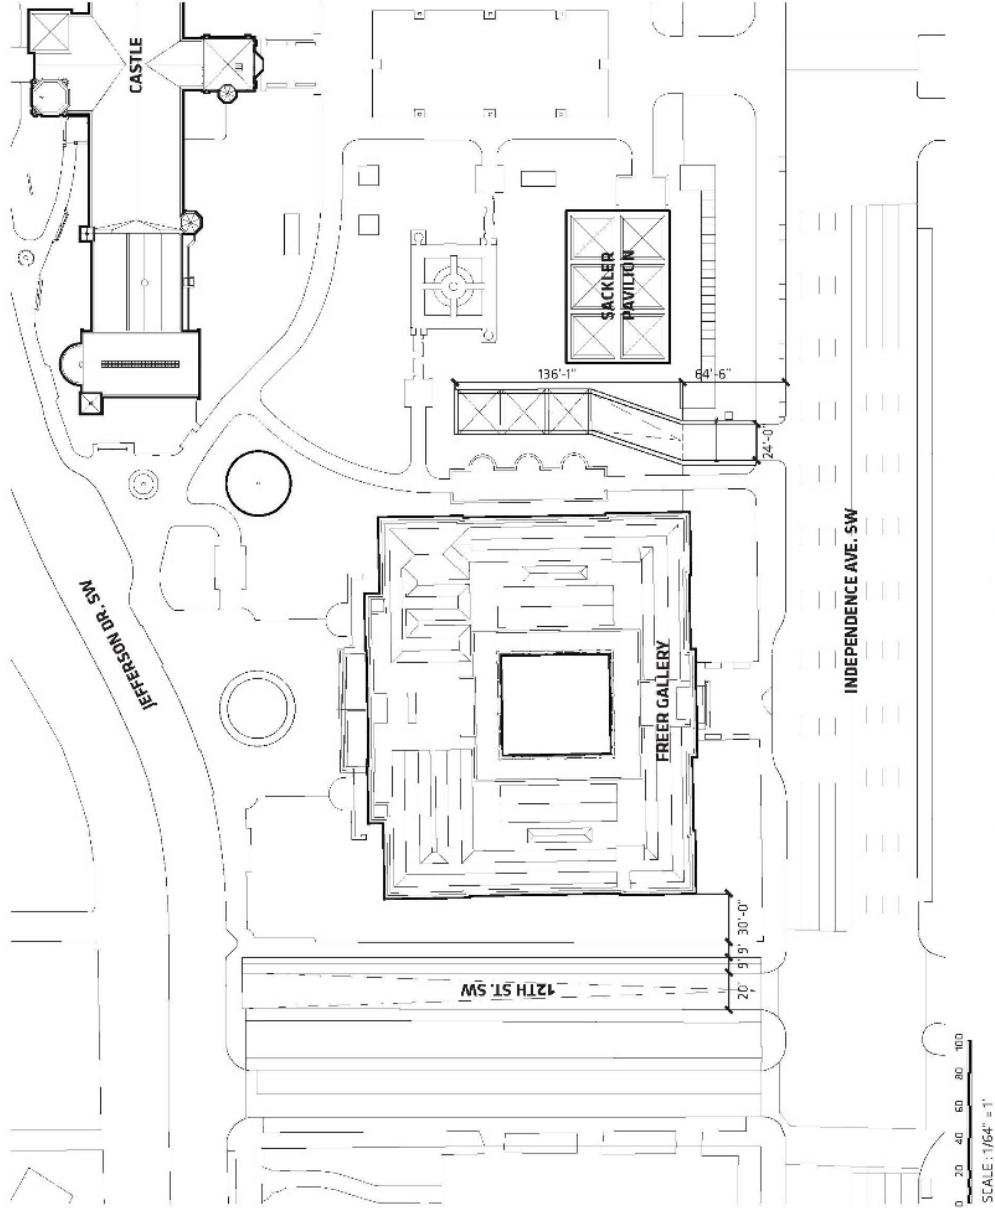 CASTLE
SACKLER
PAVILION
136'-1"
64'-6"
24'-0"
JEFFERSON DR. SW
INDEPENDENCE AVE. SW
FREER GALLERY
30'-0"
9'
9'
20'
12TH ST. SW
0 20 40 60 80 100
SCALE : 1/64" = 1'